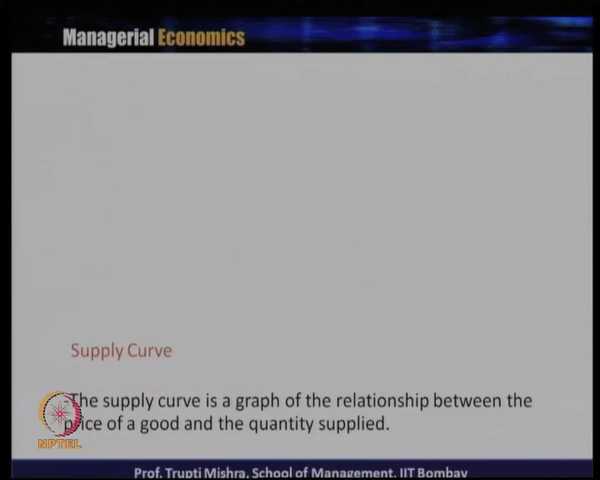 Managerial Economics
Supply Curve
-The supply curve is a graph of the relationship between the
price of a good and the quantity supplied.
NPTEL
Prof. Trupti Mishra, School of Management, IIT Bombay